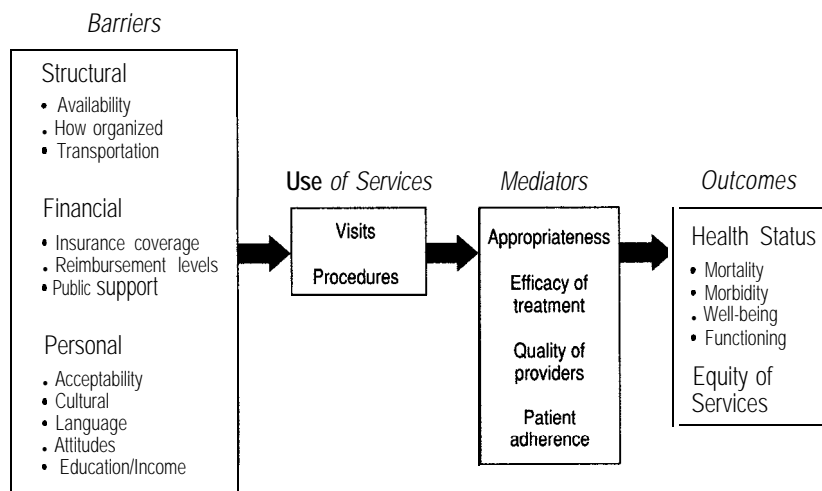 Barriers
Structural
• Availability
• How organized
• Transportation
Financial
• Insurance coverage
• Reimbursement levels
• Public support
Personal
• Acceptability
• Cultural
• Language
• Attitudes
• Education/Income
Use of Services
Visits
Procedures
Mediators
Appropriateness
Efficacy of
treatment
Quality of
providers
Patient
adherence
Outcomes
Health Status
• Mortality
• Morbidity
• Well-being
• Functioning
Equity of
Services